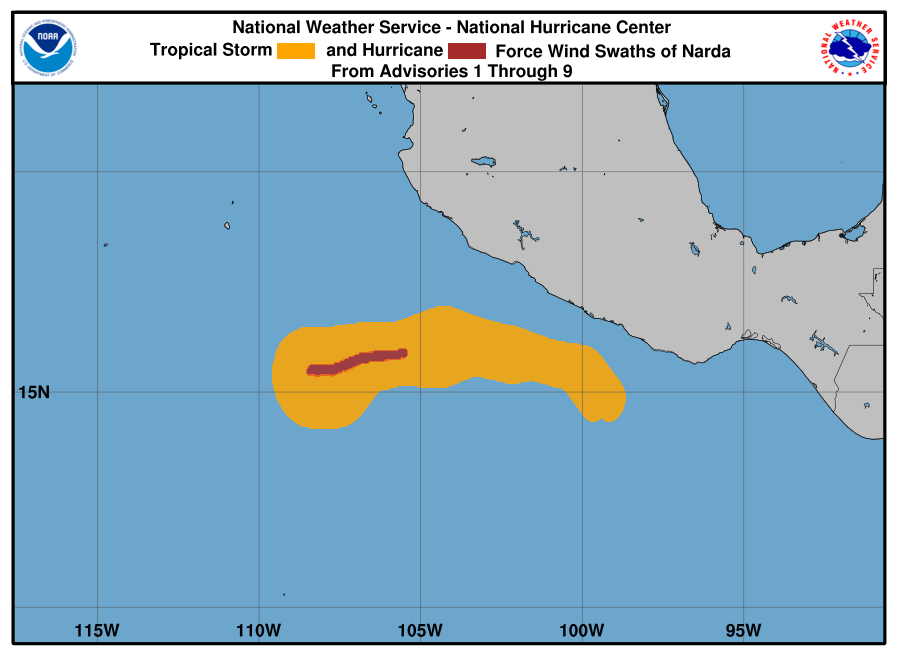 National Weather Service - National Hurricane Center
Tropical Storm and Hurricane Force Wind Swaths of Narda
From Advisories 1 Through 9
NOAA
NATIONAL WEATHER SERVICE
15N
115W 110W 105W 100W 95W